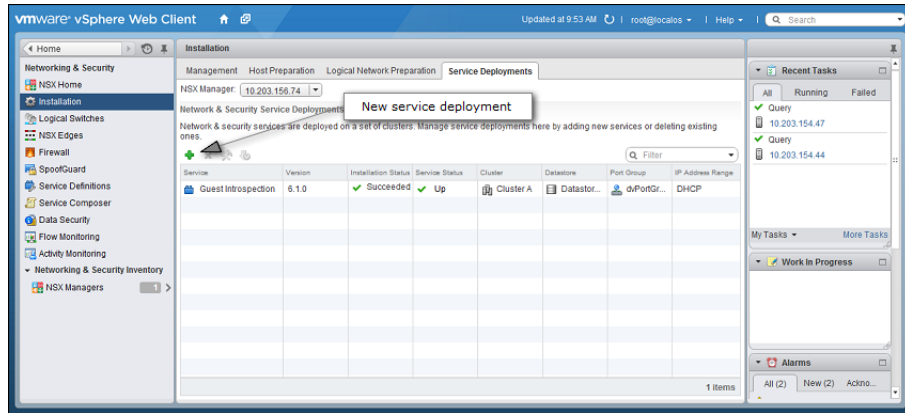 vmware® vSphere Web Client
Updated at 9:53 AM
root@localos
Help
Search
Home
Networking & Security
NSX Home
Installation
Logical Switches
NSX Edges
Firewall
SpoofGuard
Service Definitions
Service Composer
Data Security
Flow Monitoring
Activity Monitoring
Networking & Security Inventory
NSX Managers 1
Installation
Management Host Preparation Logical Network Preparation Service Deployments
NSX Manager: 10.203.156.74
Network & Security Service Deployments
New service deployment
Network & security services are deployed on a set of clusters. Manage service deployments here by adding new services or deleting existing
ones.
Filter
Service Version Installation Status Service Status Cluster Datastore Port Group IP Address Range
Guest Introspection 6.1.0 Succeeded Up Cluster A Datastor... dvPortGr... DHCP
1 items
Recent Tasks
All Running Failed
Query
10.203.154.47
Query
10.203.154.44
My Tasks More Tasks
Work In Progress
Alarms
All (2) New (2) Ackno...